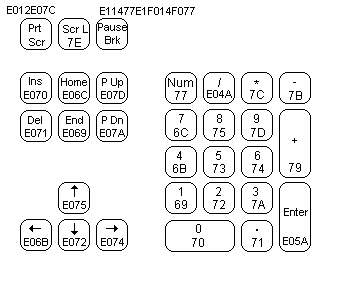 E012E07C E11477E1F014F077
Prt Scr L Pause
Scr 7E Brk
Ins Home P Up Num / * -
E070 E06C E07D 77 E04A 7C 7B
Del End P Dn 7 8 9
E071 E069 E07A 6C 75 7D
+
4 5 6
6B 73 74 79
1 2 3
E075 69 72 7A Enter
0 .
E06B E072 E074 70 71 E05A